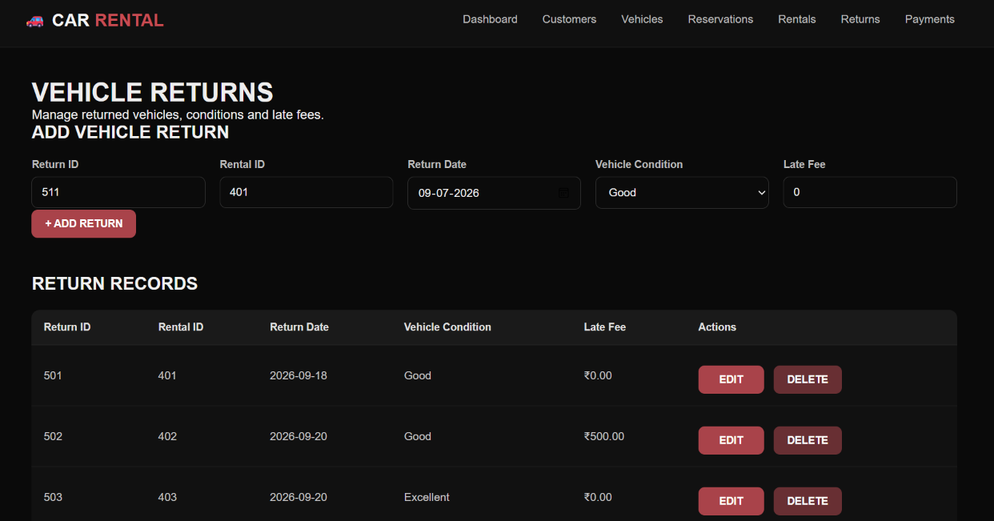 CAR RENTAL
Dashboard Customers Vehicles Reservations Rentals Returns Payments
VEHICLE RETURNS
Manage returned vehicles, conditions and late fees.
ADD VEHICLE RETURN
Return ID Rental ID Return Date Vehicle Condition Late Fee
511 401 09-07-2026 Good 0
+ ADD RETURN
RETURN RECORDS
Return ID Rental ID Return Date Vehicle Condition Late Fee Actions
501 401 2026-09-18 Good ₹0.00 EDIT DELETE
502 402 2026-09-20 Good ₹500.00 EDIT DELETE
503 403 2026-09-20 Excellent ₹0.00 EDIT DELETE